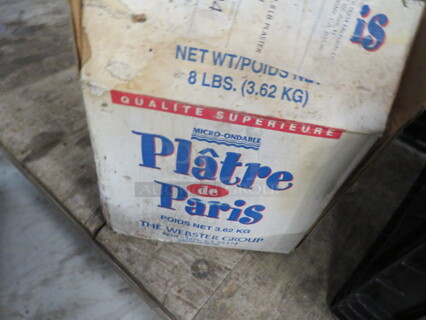 is
NET WT/POIDS NET
8 LBS. (3.62 KG)
QUALITE SUPERIEURE
MICRO-ONDABLE
Plâtre
de
Paris
POIDS NET 3.62 KG
THE WEBSTER GROUP